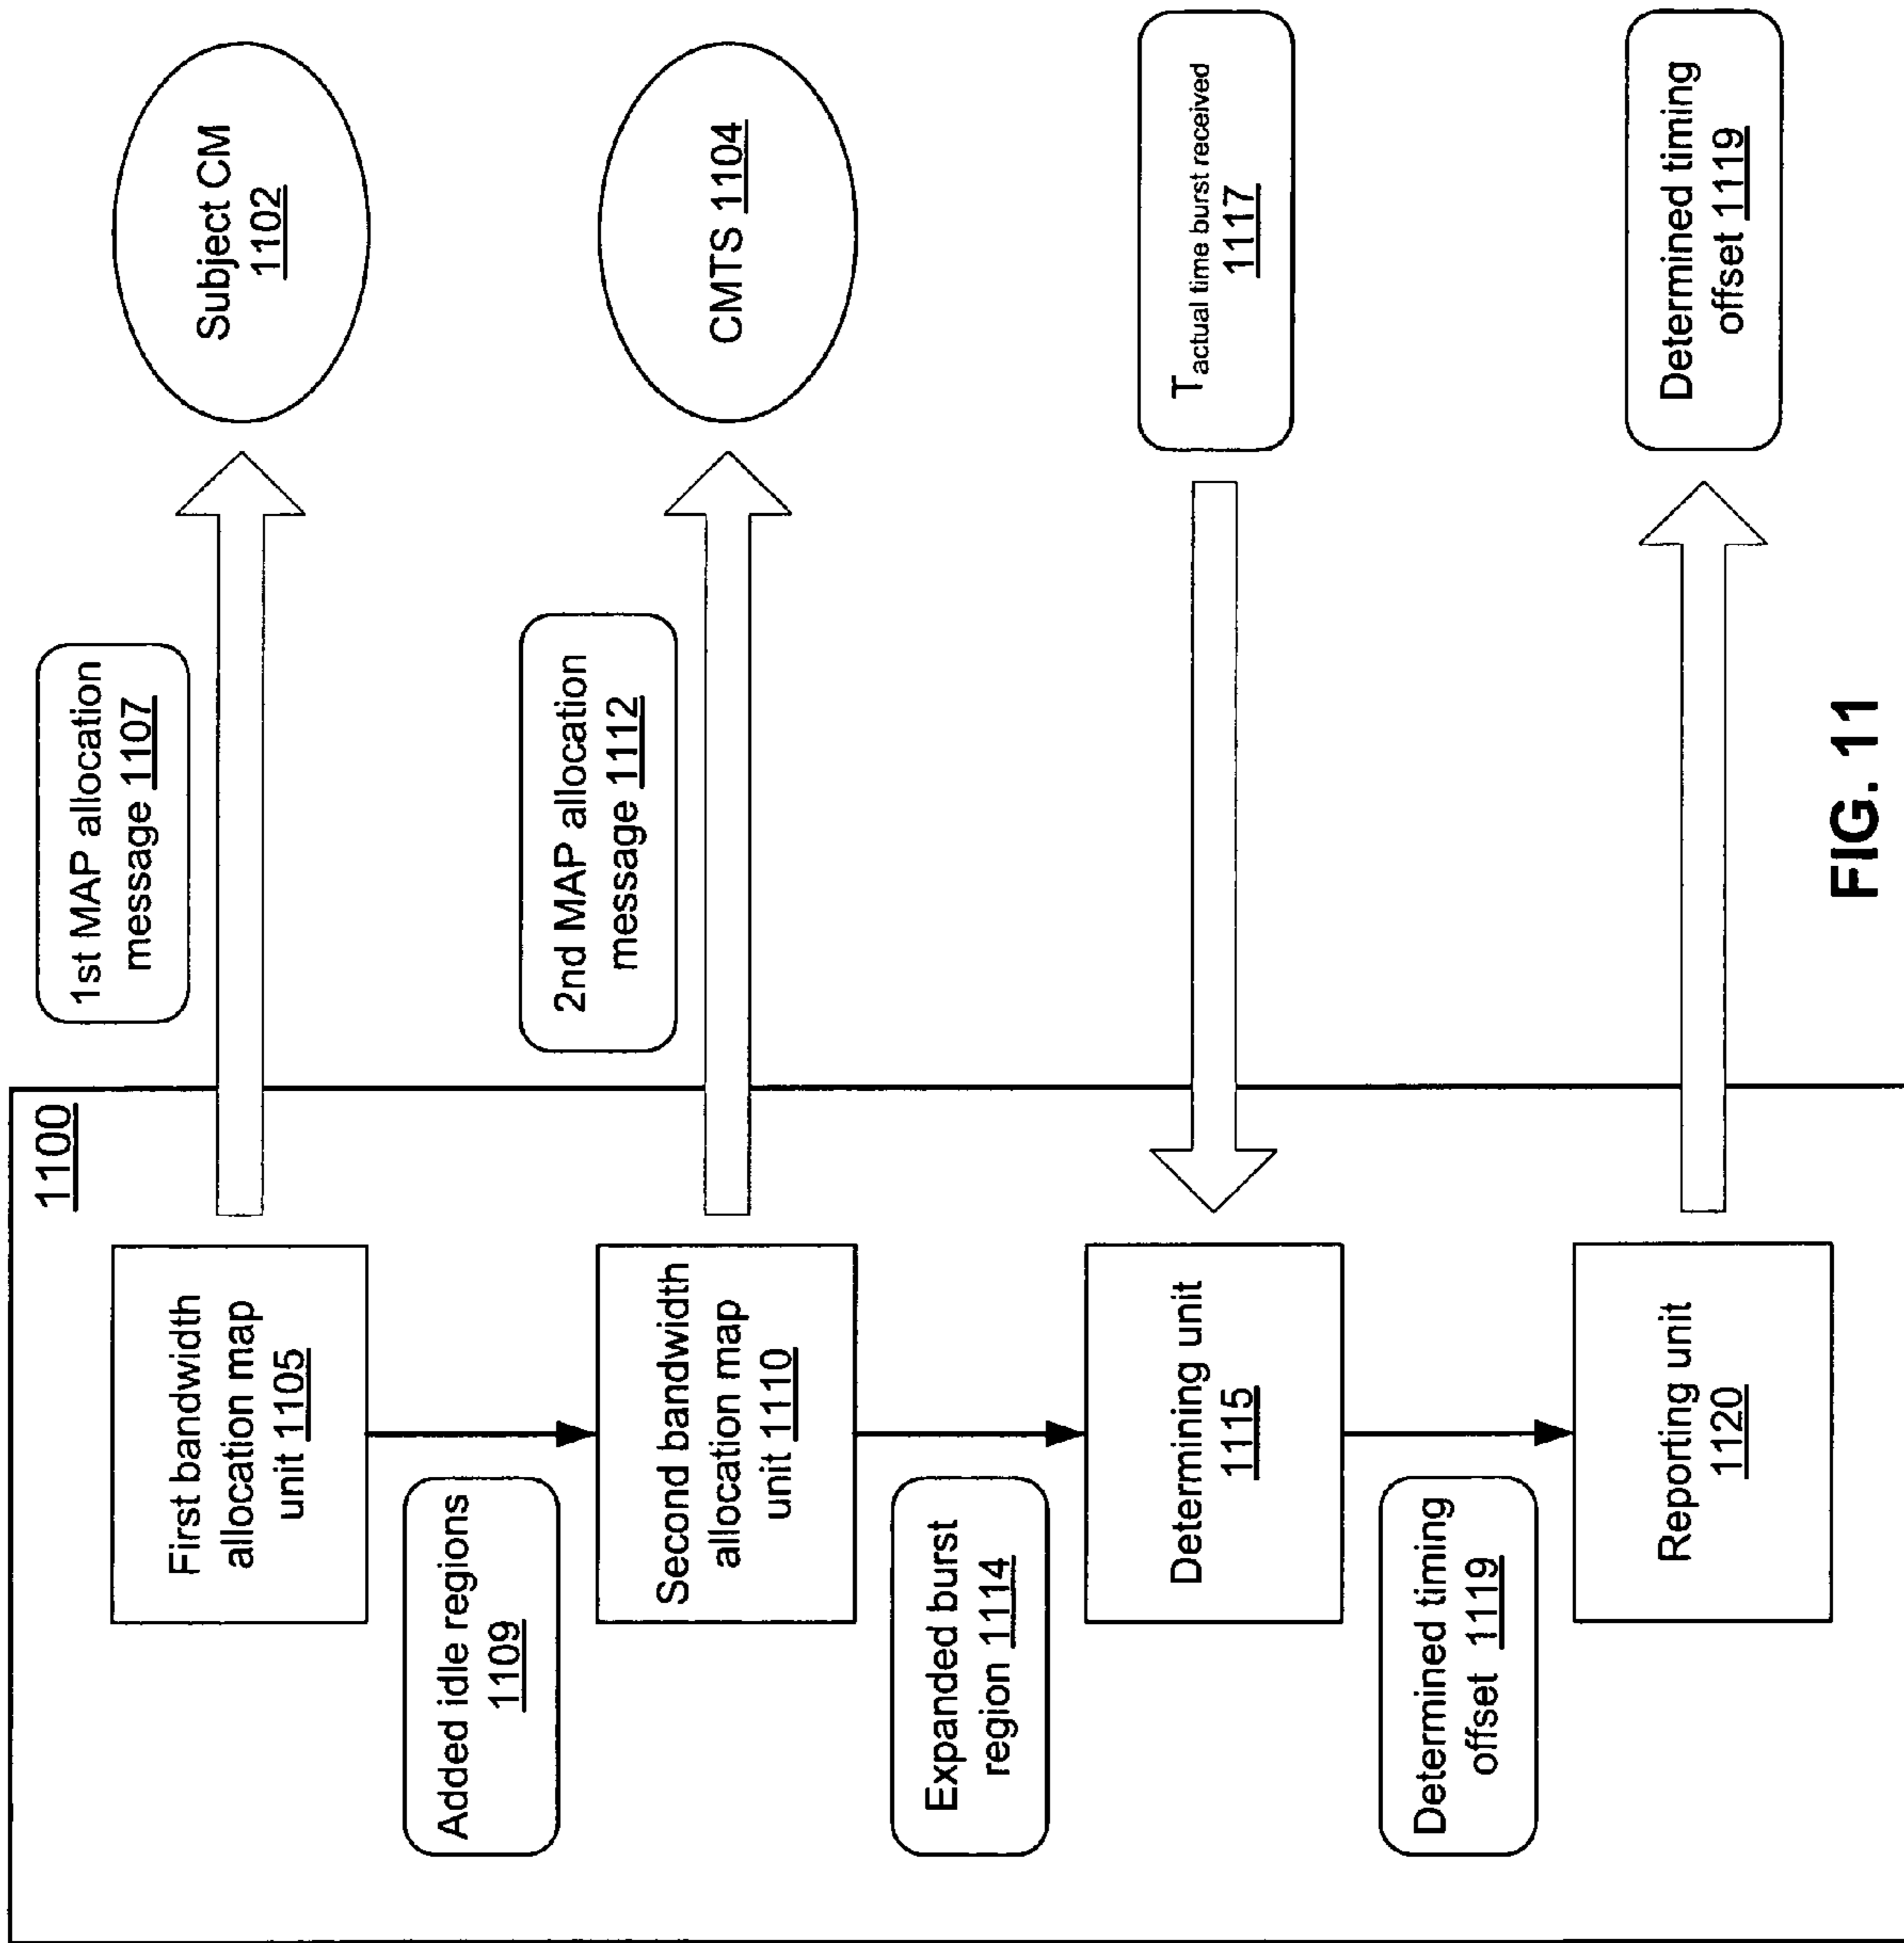 1100
First bandwidth
allocation map
unit 1105
1st MAP allocation
message 1107
Subject CM
1102
Added idle regions
1109
Second bandwidth
allocation map
unit 1110
2nd MAP allocation
message 1112
CMTS 1104
Expanded burst
region 1114
Determining unit
1115
Tactual time burst received
1117
Determined timing
offset 1119
Reporting unit
1120
Determined timing
offset 1119
FIG. 11